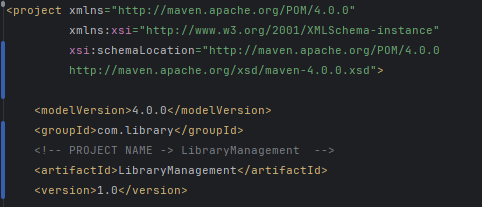 <project xmlns="http://maven.apache.org/POM/4.0.0"
xmlns:xsi="http://www.w3.org/2001/XMLSchema-instance"
xsi:schemaLocation="http://maven.apache.org/POM/4.0.0
http://maven.apache.org/xsd/maven-4.0.0.xsd">
<modelVersion>4.0.0</modelVersion>
<groupId>com.library</groupId>
<!-- PROJECT NAME -> LibraryManagement  -->
<artifactId>LibraryManagement</artifactId>
<version>1.0</version>